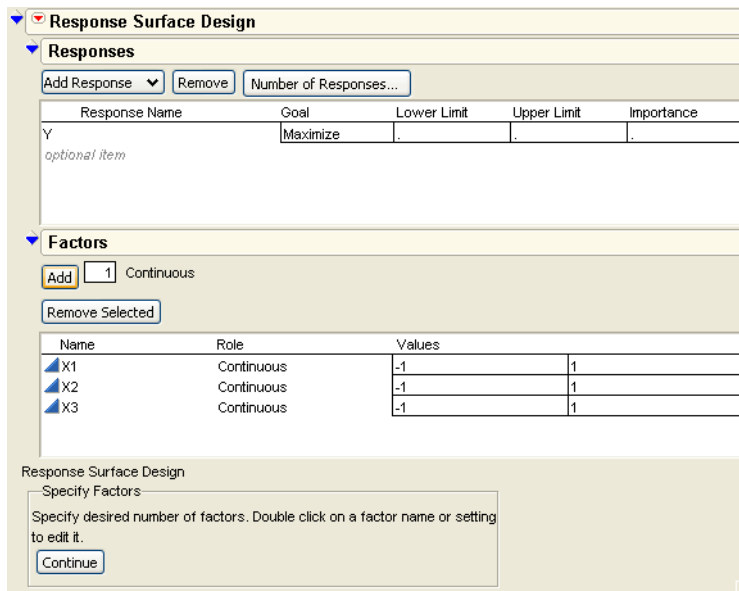 Response Surface Design
Responses
Add Response Remove Number of Responses...
Response Name Goal Lower Limit Upper Limit Importance
Y Maximize . . .
optional item
Factors
Add 1 Continuous
Remove Selected
Name Role Values
X1 Continuous -1 1
X2 Continuous -1 1
X3 Continuous -1 1
Response Surface Design
Specify Factors
Specify desired number of factors. Double click on a factor name or setting
to edit it.
Continue